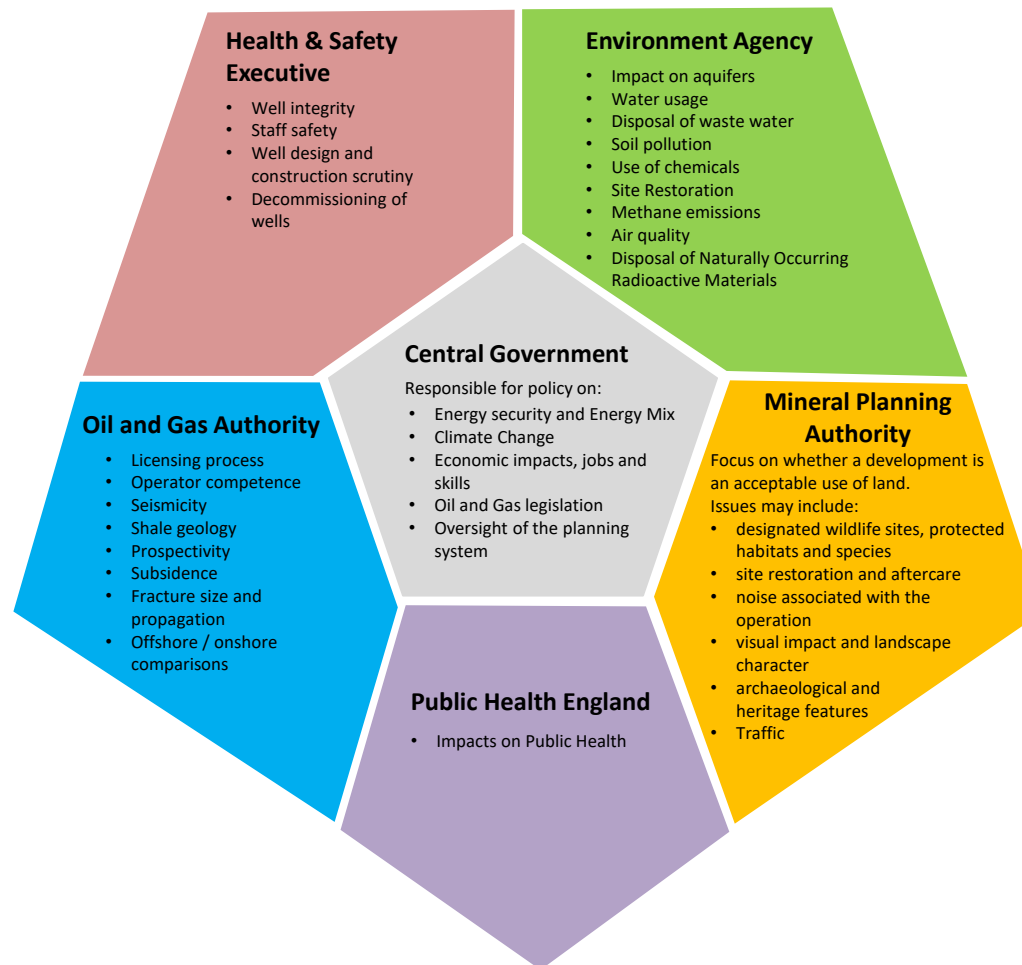 Health & Safety
Executive
• Well integrity
• Staff safety
• Well design and
construction scrutiny
• Decommissioning of
wells
Environment Agency
• Impact on aquifers
• Water usage
• Disposal of waste water
• Soil pollution
• Use of chemicals
• Site Restoration
• Methane emissions
• Air quality
• Disposal of Naturally Occurring
Radioactive Materials
Central Government
Responsible for policy on:
• Energy security and Energy Mix
• Climate Change
• Economic impacts, jobs and
skills
• Oil and Gas legislation
• Oversight of the planning
system
Oil and Gas Authority
• Licensing process
• Operator competence
• Seismicity
• Shale geology
• Prospectivity
• Subsidence
• Fracture size and
propagation
• Offshore / onshore
comparisons
Mineral Planning
Authority
Focus on whether a development is
an acceptable use of land.
Issues may include:
• designated wildlife sites, protected
habitats and species
• site restoration and aftercare
• noise associated with the
operation
• visual impact and landscape
character
• archaeological and
heritage features
• Traffic
Public Health England
• Impacts on Public Health